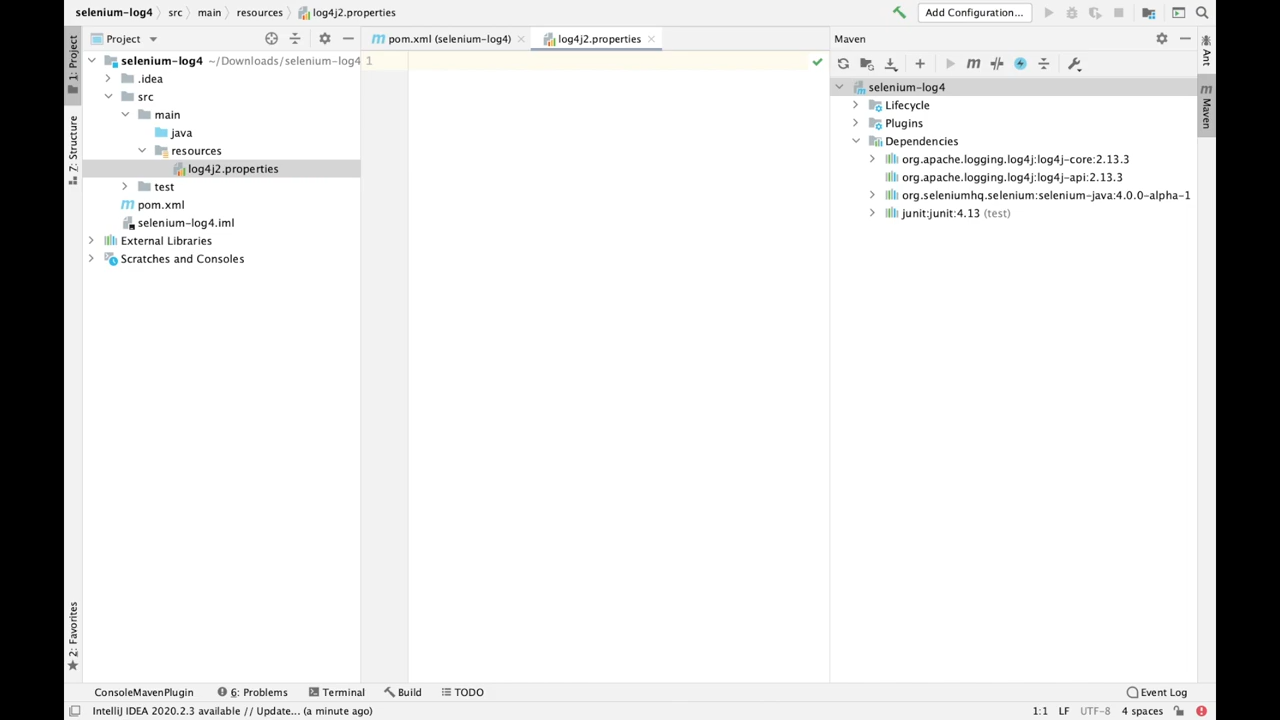 selenium-log4 src main resources log4j2.properties Add Configuration...
1: Project
7: Structure
2: Favorites
Project
selenium-log4 ~/Downloads/selenium-log4
.idea
src
main
java
resources
log4j2.properties
test
pom.xml
selenium-log4.iml
External Libraries
Scratches and Consoles
pom.xml (selenium-log4) log4j2.properties
1
Maven
selenium-log4
Lifecycle
Plugins
Dependencies
org.apache.logging.log4j:log4j-core:2.13.3
org.apache.logging.log4j:log4j-api:2.13.3
org.seleniumhq.selenium:selenium-java:4.0.0-alpha-1
junit:junit:4.13 (test)
Ant
Maven
ConsoleMavenPlugin 6: Problems Terminal Build TODO Event Log
IntelliJ IDEA 2020.2.3 available // Update... (a minute ago) 1:1 LF UTF-8 4 spaces